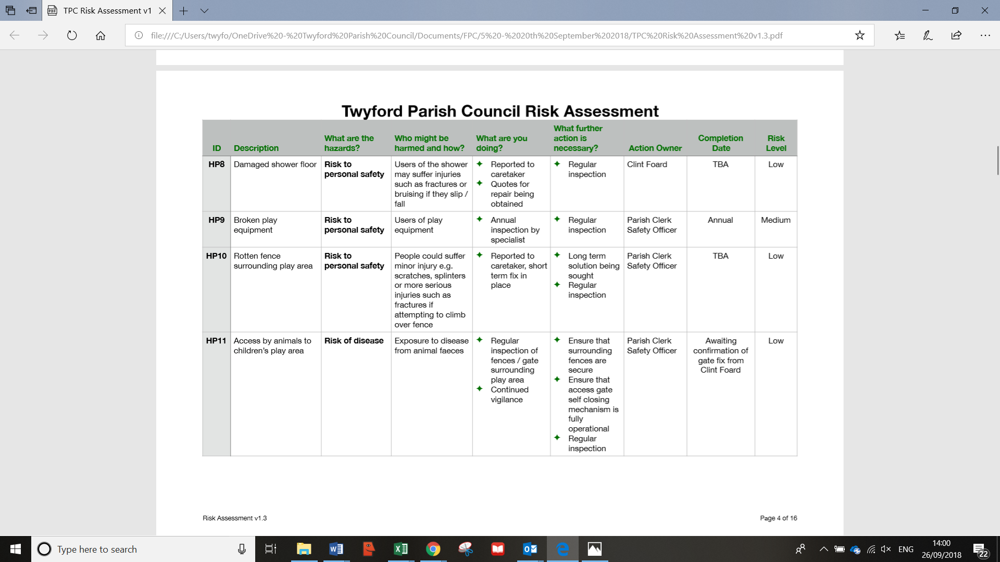 TPC Risk Assessment v1
file:///C:/Users/twyfo/OneDrive%20-%20Twyford%20Parish%20Council/Documents/FPC/5%20-%2020th%20September%202018/TPC%20Risk%20Assessment%20v1.3.pdf
Twyford Parish Council Risk Assessment
ID
Description
What are the
hazards?
Who might be
harmed and how?
What are you
doing?
What further
action is
necessary?
Action Owner
Completion
Date
Risk
Level
HP8
Damaged shower floor
Risk to
personal safety
Users of the shower
may suffer injuries
such as fractures or
bruising if they slip /
fall
✦ Reported to
caretaker
✦ Quotes for
repair being
obtained
✦ Regular
inspection
Clint Foard
TBA
Low
HP9
Broken play
equipment
Risk to
personal safety
Users of play
equipment
✦ Annual
inspection by
specialist
✦ Regular
inspection
Parish Clerk
Safety Officer
Annual
Medium
HP10
Rotten fence
surrounding play area
Risk to
personal safety
People could suffer
minor injury e.g.
scratches, splinters
or more serious
injuries such as
fractures if
attempting to climb
over fence
✦ Reported to
caretaker, short
term fix in
place
✦ Long term
solution being
sought
✦ Regular
inspection
Parish Clerk
Safety Officer
TBA
Low
HP11
Access by animals to
children's play area
Risk of disease
Exposure to disease
from animal faeces
✦ Regular
inspection of
fences / gate
surrounding
play area
✦ Continued
vigilance
✦ Ensure that
surrounding
fences are
secure
✦ Ensure that
access gate
self closing
mechanism is
fully
operational
✦ Regular
inspection
Parish Clerk
Safety Officer
Awaiting
confirmation of
gate fix from
Clint Foard
Low
Risk Assessment v1.3
Page 4 of 16
Type here to search
ENG
14:00
26/09/2018
22